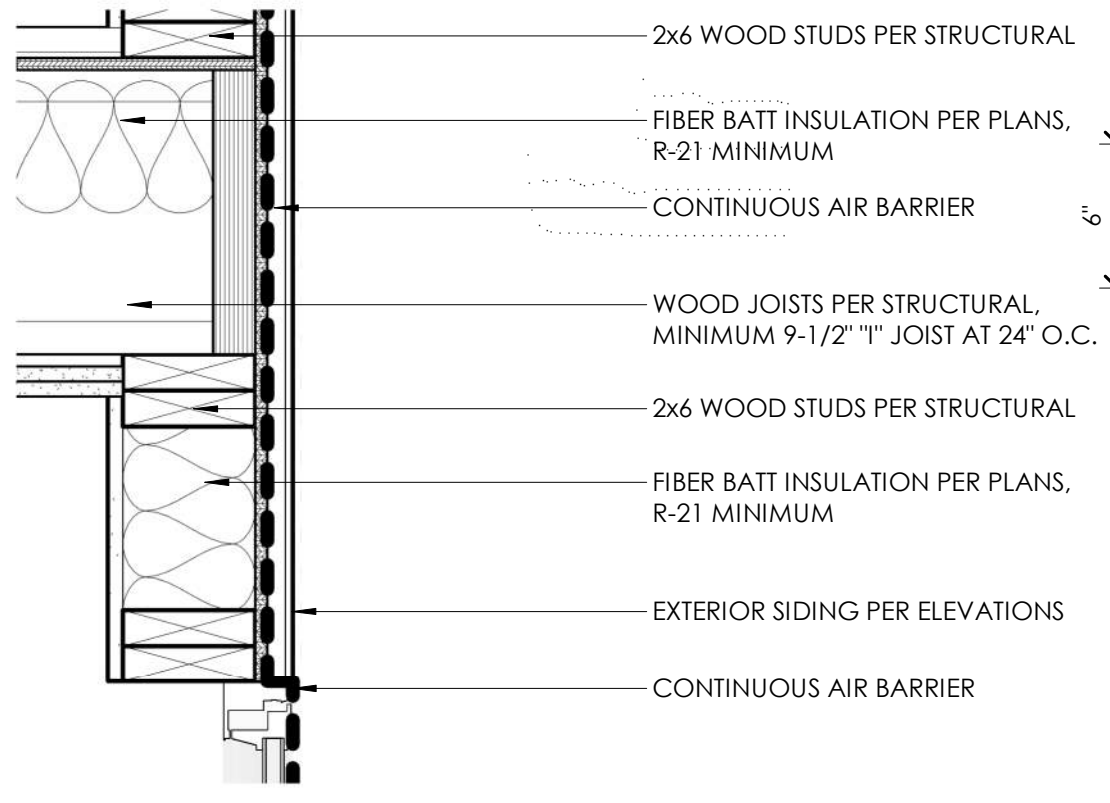 2x6 WOOD STUDS PER STRUCTURAL
FIBER BATT INSULATION PER PLANS,
R-21 MINIMUM
CONTINUOUS AIR BARRIER
6"
WOOD JOISTS PER STRUCTURAL,
MINIMUM 9-1/2" "I" JOIST AT 24" O.C.
2x6 WOOD STUDS PER STRUCTURAL
FIBER BATT INSULATION PER PLANS,
R-21 MINIMUM
EXTERIOR SIDING PER ELEVATIONS
CONTINUOUS AIR BARRIER